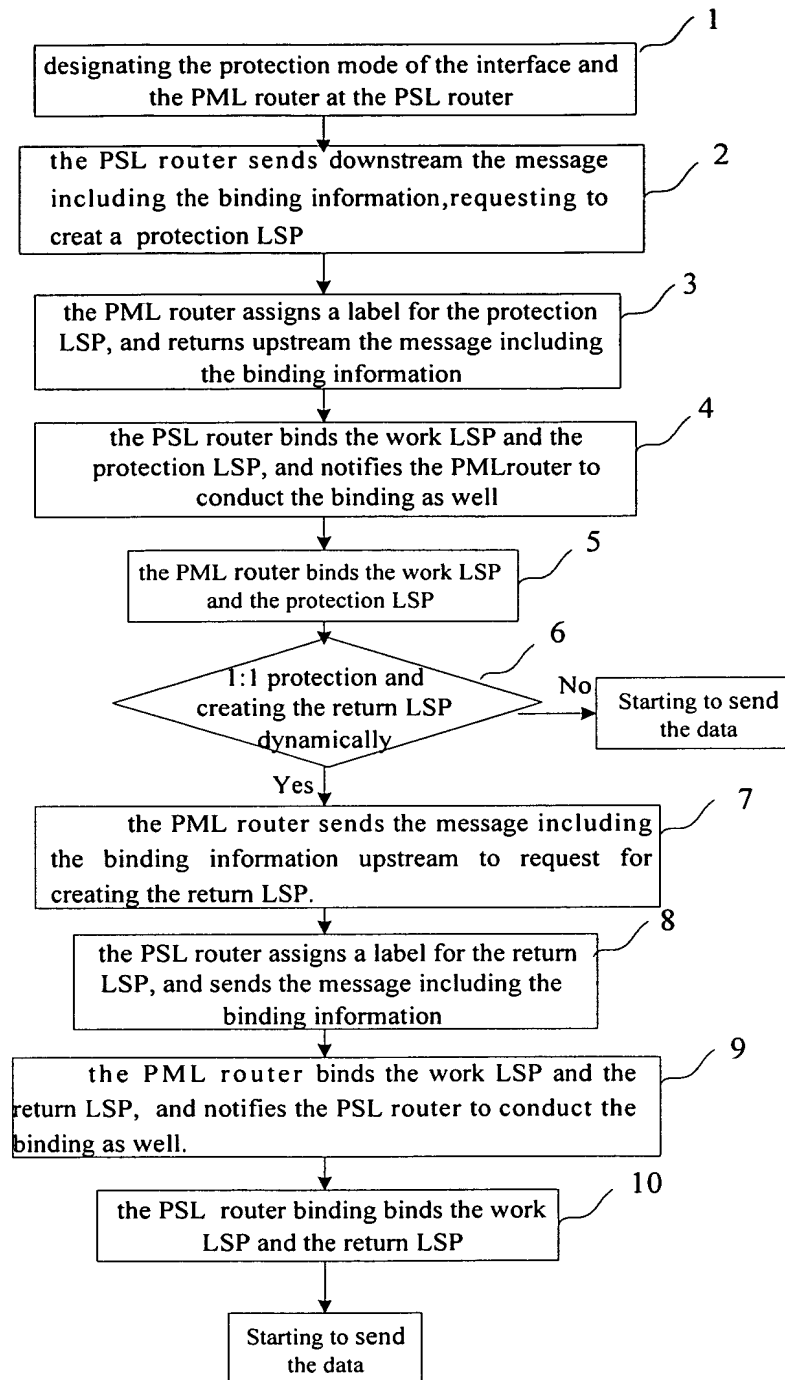 1
designating the protection mode of the interface and
the PML router at the PSL router
2
the PSL router sends downstream the message
including the binding information,requesting to
creat a protection LSP
3
the PML router assigns a label for the protection
LSP, and returns upstream the message including
the binding information
4
the PSL router binds the work LSP and the
protection LSP, and notifies the PMLrouter to
conduct the binding as well
5
the PML router binds the work LSP
and the protection LSP
6
1:1 protection and
creating the return LSP
dynamically
No
Starting to send
the data
Yes
7
the PML router sends the message including
the binding information upstream to request for
creating the return LSP.
8
the PSL router assigns a label for the return
LSP, and sends the message including the
binding information
9
the PML router binds the work LSP and the
return LSP, and notifies the PSL router to conduct the
binding as well.
10
the PSL router binding binds the work
LSP and the return LSP
Starting to send
the data